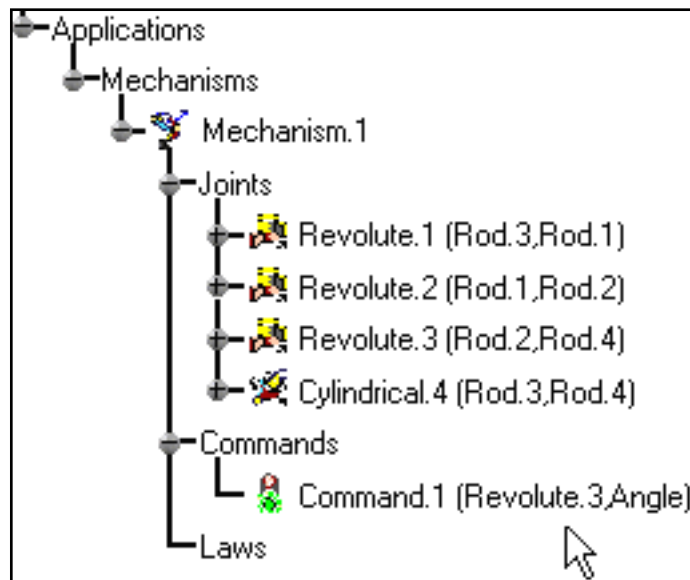 Applications
Mechanisms
Mechanism.1
Joints
Revolute.1 (Rod.3,Rod.1)
Revolute.2 (Rod.1,Rod.2)
Revolute.3 (Rod.2,Rod.4)
Cylindrical.4 (Rod.3,Rod.4)
Commands
Command.1 (Revolute.3,Angle)
Laws